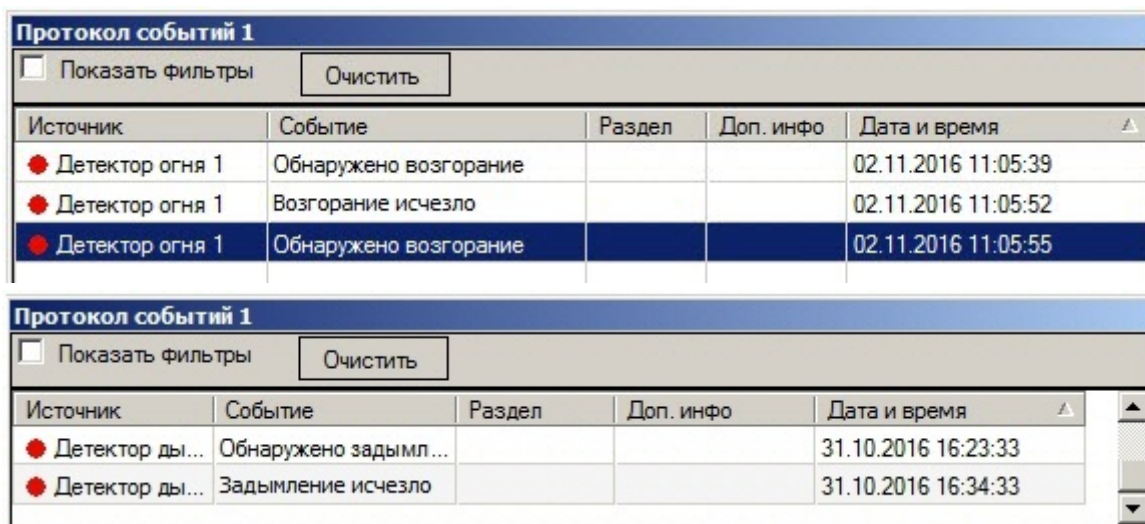 Протокол событий 1
Показать фильтры Очистить
Источник Событие Раздел Доп. инфо Дата и время
Детектор огня 1 Обнаружено возгорание 02.11.2016 11:05:39
Детектор огня 1 Возгорание исчезло 02.11.2016 11:05:52
Детектор огня 1 Обнаружено возгорание 02.11.2016 11:05:55
Протокол событий 1
Показать фильтры Очистить
Источник Событие Раздел Доп. инфо Дата и время
Детектор ды... Обнаружено задымл... 31.10.2016 16:23:33
Детектор ды... Задымление исчезло 31.10.2016 16:34:33